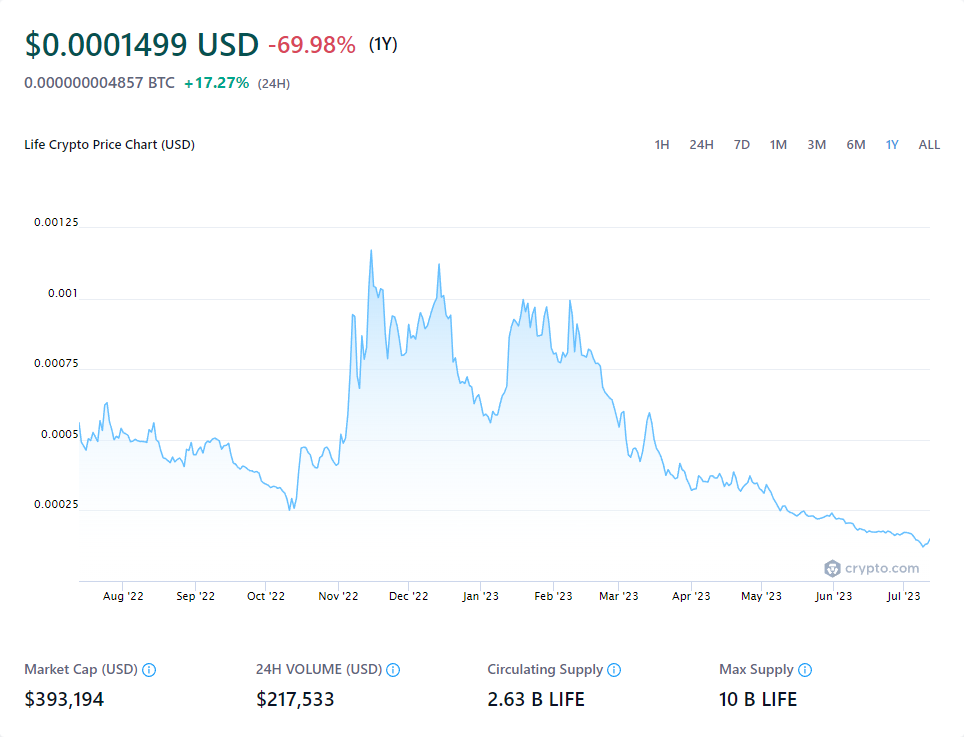 $0.0001499 USD -69.98% (1Y)
0.000000004857 BTC +17.27% (24H)
Life Crypto Price Chart (USD)
1H 24H 7D 1M 3M 6M 1Y ALL
0.00125
0.001
0.00075
0.0005
0.00025
crypto.com
Aug '22 Sep '22 Oct '22 Nov '22 Dec '22 Jan '23 Feb '23 Mar '23 Apr '23 May '23 Jun '23 Jul '23
Market Cap (USD) 24H VOLUME (USD) Circulating Supply Max Supply
$393,194 $217,533 2.63 B LIFE 10 B LIFE